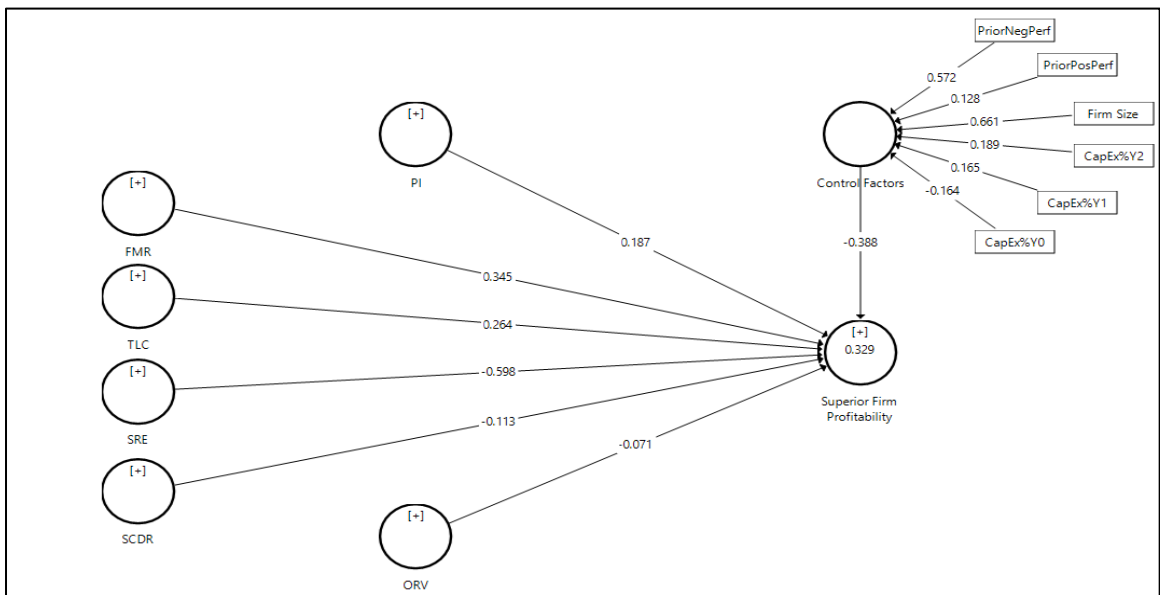 PriorNegPerf
PriorPosPerf
0.572
[+]
0.128
Firm Size
0.661
0.189
CapEx%Y2
PI
Control Factors
0.165
[+]
-0.164
CapEx%Y1
0.187
-0.388
CapEx%Y0
FMR
[+]
0.345
0.264
[+]
0.329
TLC
[+]
-0.598
Superior Firm
Profitability
-0.113
SRE
-0.071
[+]
SCDR
[+]
ORV